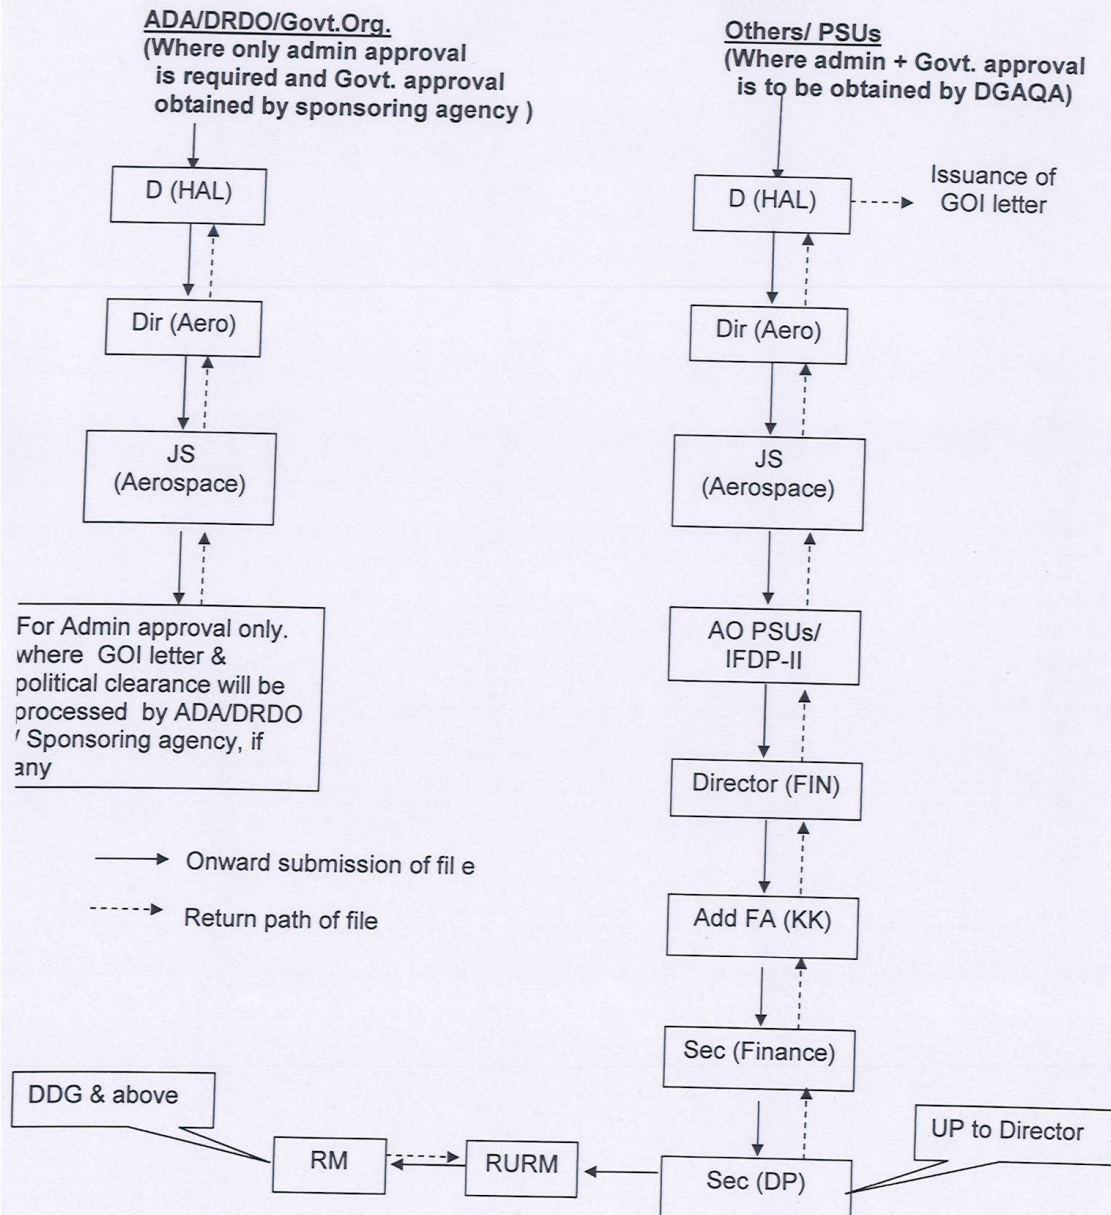 ADA/DRDO/Govt.Org.
(Where only admin approval
is required and Govt. approval
obtained by sponsoring agency )
D (HAL)
Dir (Aero)
JS
(Aerospace)
For Admin approval only.
where GOI letter &
political clearance will be
processed by ADA/DRDO
/ Sponsoring agency, if
any
Onward submission of fil e
Return path of file
Others/ PSUs
(Where admin + Govt. approval
is to be obtained by DGAQA)
D (HAL)
Issuance of
GOI letter
Dir (Aero)
JS
(Aerospace)
AO PSUs/
IFDP-II
Director (FIN)
Add FA (KK)
Sec (Finance)
Sec (DP)
UP to Director
RURM
RM
DDG & above